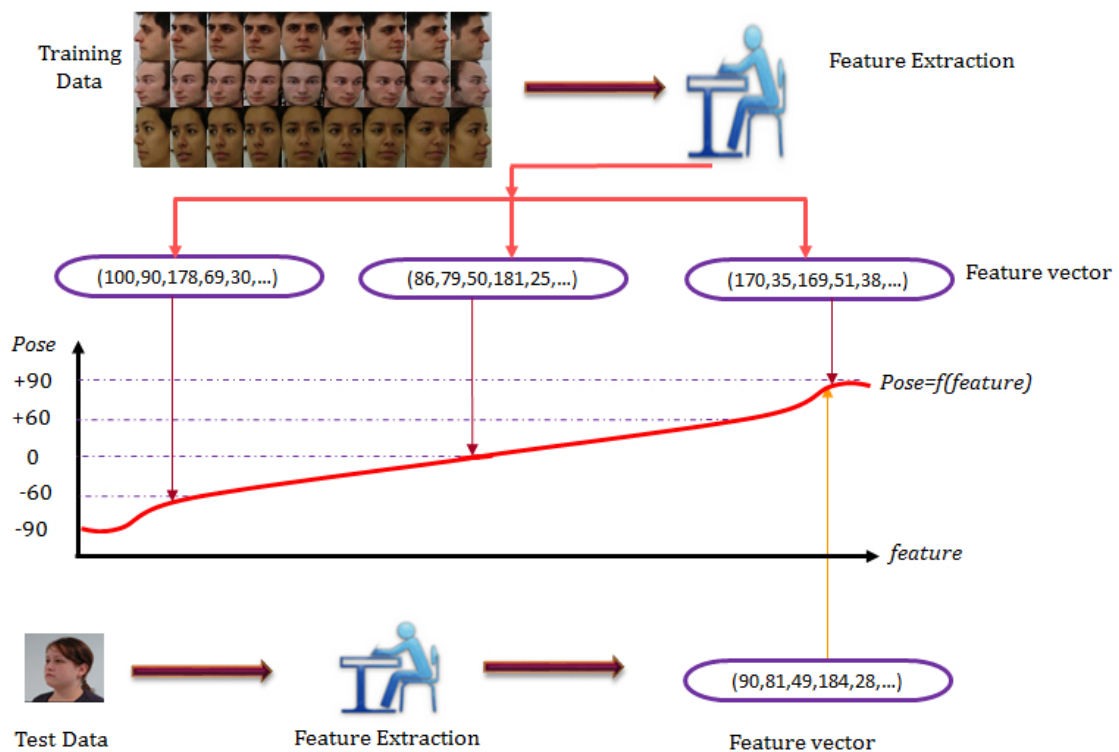 Training
Data
Feature Extraction
(100,90,178,69,30,...)
(86,79,50,181,25,...)
(170,35,169,51,38,...)
Feature vector
Pose
+90
+60
0
-60
-90
Pose=f(feature)
feature
(90,81,49,184,28,...)
Test Data
Feature Extraction
Feature vector